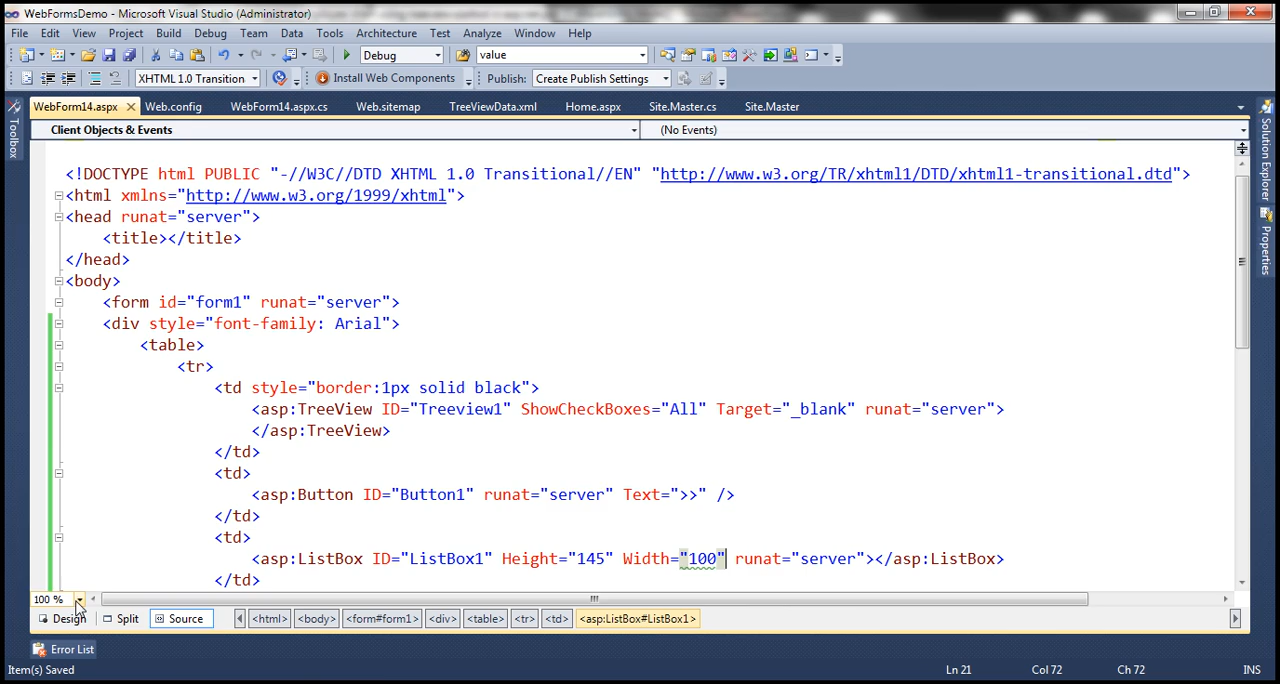 WebFormsDemo - Microsoft Visual Studio (Administrator)
File Edit View Project Build Debug Team Data Tools Architecture Test Analyze Window Help
Debug value
XHTML 1.0 Transition Install Web Components Publish: Create Publish Settings
WebForm14.aspx Web.config WebForm14.aspx.cs Web.sitemap TreeViewData.xml Home.aspx Site.Master.cs Site.Master
Client Objects & Events (No Events)
Toolbox
Solution Explorer
Properties
<!DOCTYPE html PUBLIC "-//W3C//DTD XHTML 1.0 Transitional//EN" "http://www.w3.org/TR/xhtml1/DTD/xhtml1-transitional.dtd">
<html xmlns="http://www.w3.org/1999/xhtml">
<head runat="server">
<title></title>
</head>
<body>
<form id="form1" runat="server">
<div style="font-family: Arial">
<table>
<tr>
<td style="border:1px solid black">
<asp:TreeView ID="Treeview1" ShowCheckBoxes="All" Target="_blank" runat="server">
</asp:TreeView>
</td>
<td>
<asp:Button ID="Button1" runat="server" Text=">>" />
</td>
<td>
<asp:ListBox ID="ListBox1" Height="145" Width="100" runat="server"></asp:ListBox>
</td>
100 %
Design Split Source <html> <body> <form#form1> <div> <table> <tr> <td> <asp:ListBox#ListBox1>
Error List
Item(s) Saved Ln 21 Col 72 Ch 72 INS